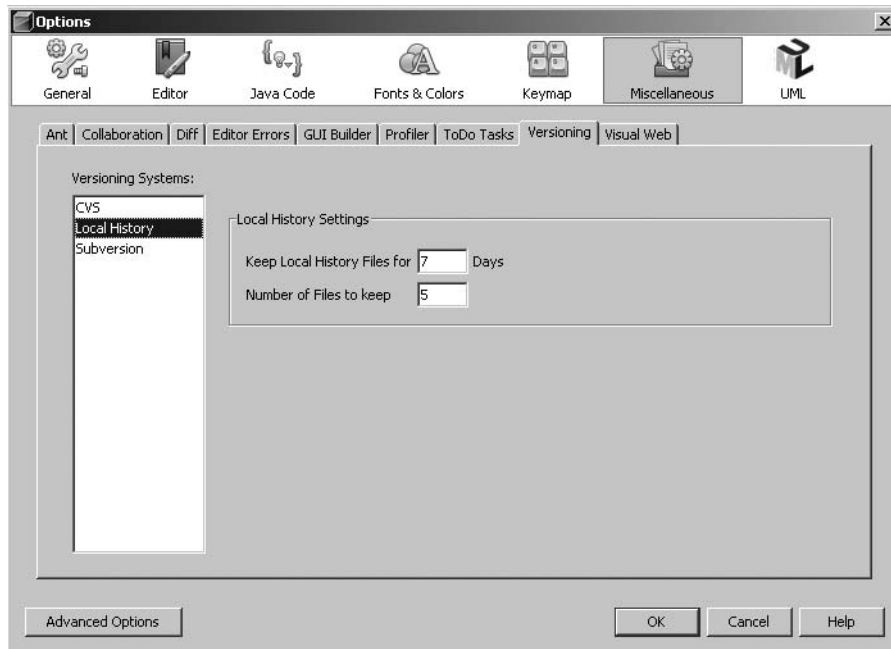 Options
General Editor Java Code Fonts & Colors Keymap Miscellaneous UML
Ant Collaboration Diff Editor Errors GUI Builder Profiler ToDo Tasks Versioning Visual Web
Versioning Systems:
CVS
Local History
Subversion
Local History Settings
Keep Local History Files for 7 Days
Number of Files to keep 5
Advanced Options OK Cancel Help